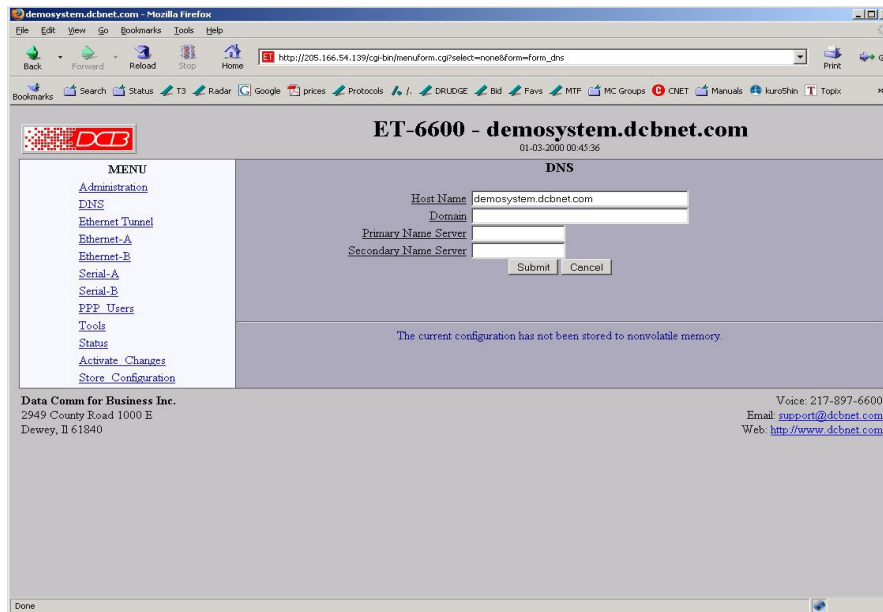 demosystem.dcbnet.com - Mozilla Firefox
File Edit View Go Bookmarks Tools Help
Back Forward Reload Stop Home ET http://205.166.54.139/cgi-bin/menuform.cgi?select=none&form=form_dns Print G
Bookmarks Search Status T3 Radar Google prices Protocols /. DRUDGE Bid Favs MTF MC Groups CNET Manuals kuro5hin Topix »
DCB
ET-6600 - demosystem.dcbnet.com
01-03-2000 00:45:36
MENU
Administration
DNS
Ethernet Tunnel
Ethernet-A
Ethernet-B
Serial-A
Serial-B
PPP Users
Tools
Status
Activate Changes
Store Configuration
DNS
Host Name demosystem.dcbnet.com
Domain
Primary Name Server
Secondary Name Server
Submit Cancel
The current configuration has not been stored to nonvolatile memory.
Data Comm for Business Inc.
2949 County Road 1000 E
Dewey, Il 61840
Voice: 217-897-6600
Email: support@dcbnet.com
Web: http://www.dcbnet.com
Done